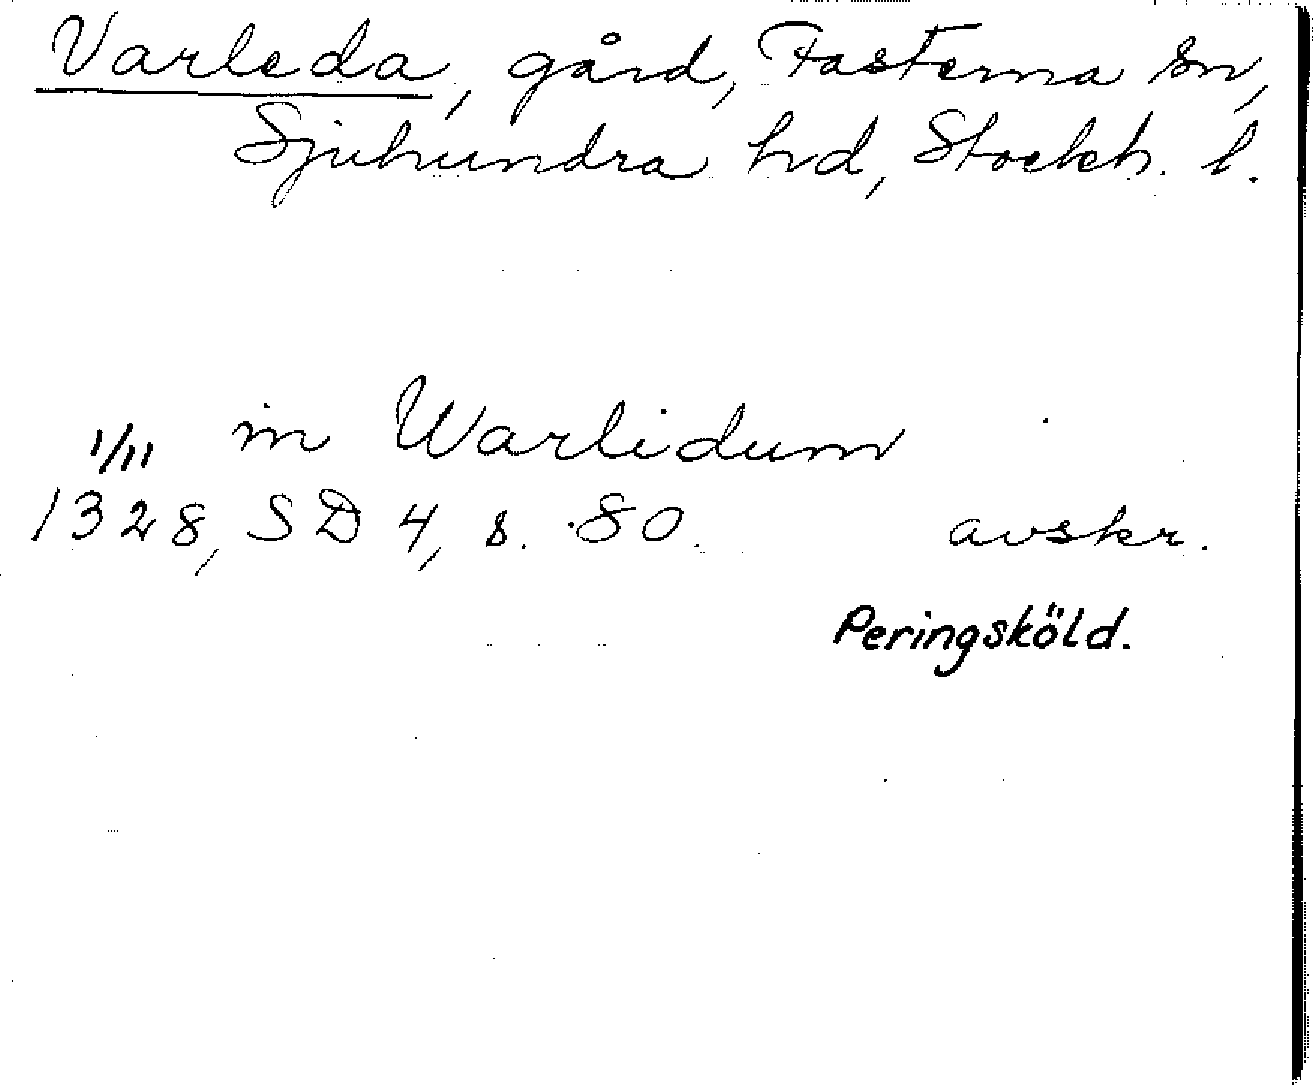 Varleda, gård, Fasterna sn,
Sjuhundra hd, Stockh. l.
1/11 in Warlidum
1328, SD 4, s. 80. avskr.
Peringsköld.